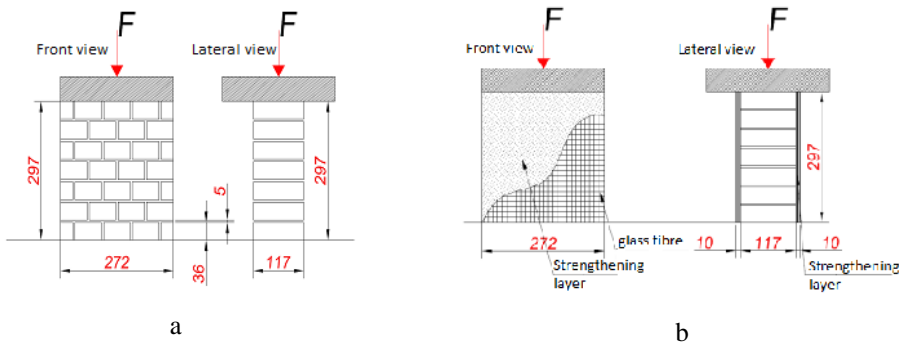 F F
Front view Lateral view
297 297
5
36
272 117
a
F F
Front view Lateral view
297
272 glass fibre 10 117 10
Strengthening
layer
Strengthening
layer
b